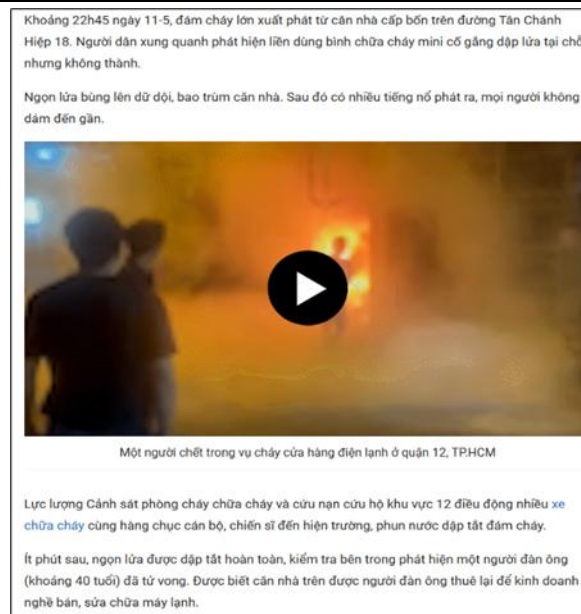 Khoảng 22h45 ngày 11-5, đám cháy lớn xuất phát từ căn nhà cấp bốn trên đường Tân Chánh
Hiệp 18. Người dân xung quanh phát hiện liền dùng bình chữa cháy mini cố gắng dập lửa tại chỗ
nhưng không thành.
Ngọn lửa bùng lên dữ dội, bao trùm căn nhà. Sau đó có nhiều tiếng nổ phát ra, mọi người không
dám đến gần.
Một người chết trong vụ cháy cửa hàng điện lạnh ở quận 12, TP.HCM
Lực lượng Cảnh sát phòng cháy chữa cháy và cứu nạn cứu hộ khu vực 12 điều động nhiều xe
chữa cháy cùng hàng chục cán bộ, chiến sĩ đến hiện trường, phun nước dập tắt đám cháy.
Ít phút sau, ngọn lửa được dập tắt hoàn toàn, kiểm tra bên trong phát hiện một người đàn ông
(khoảng 40 tuổi) đã tử vong. Được biết căn nhà trên được người đàn ông thuê lại để kinh doanh
nghề bán, sửa chữa máy lạnh.